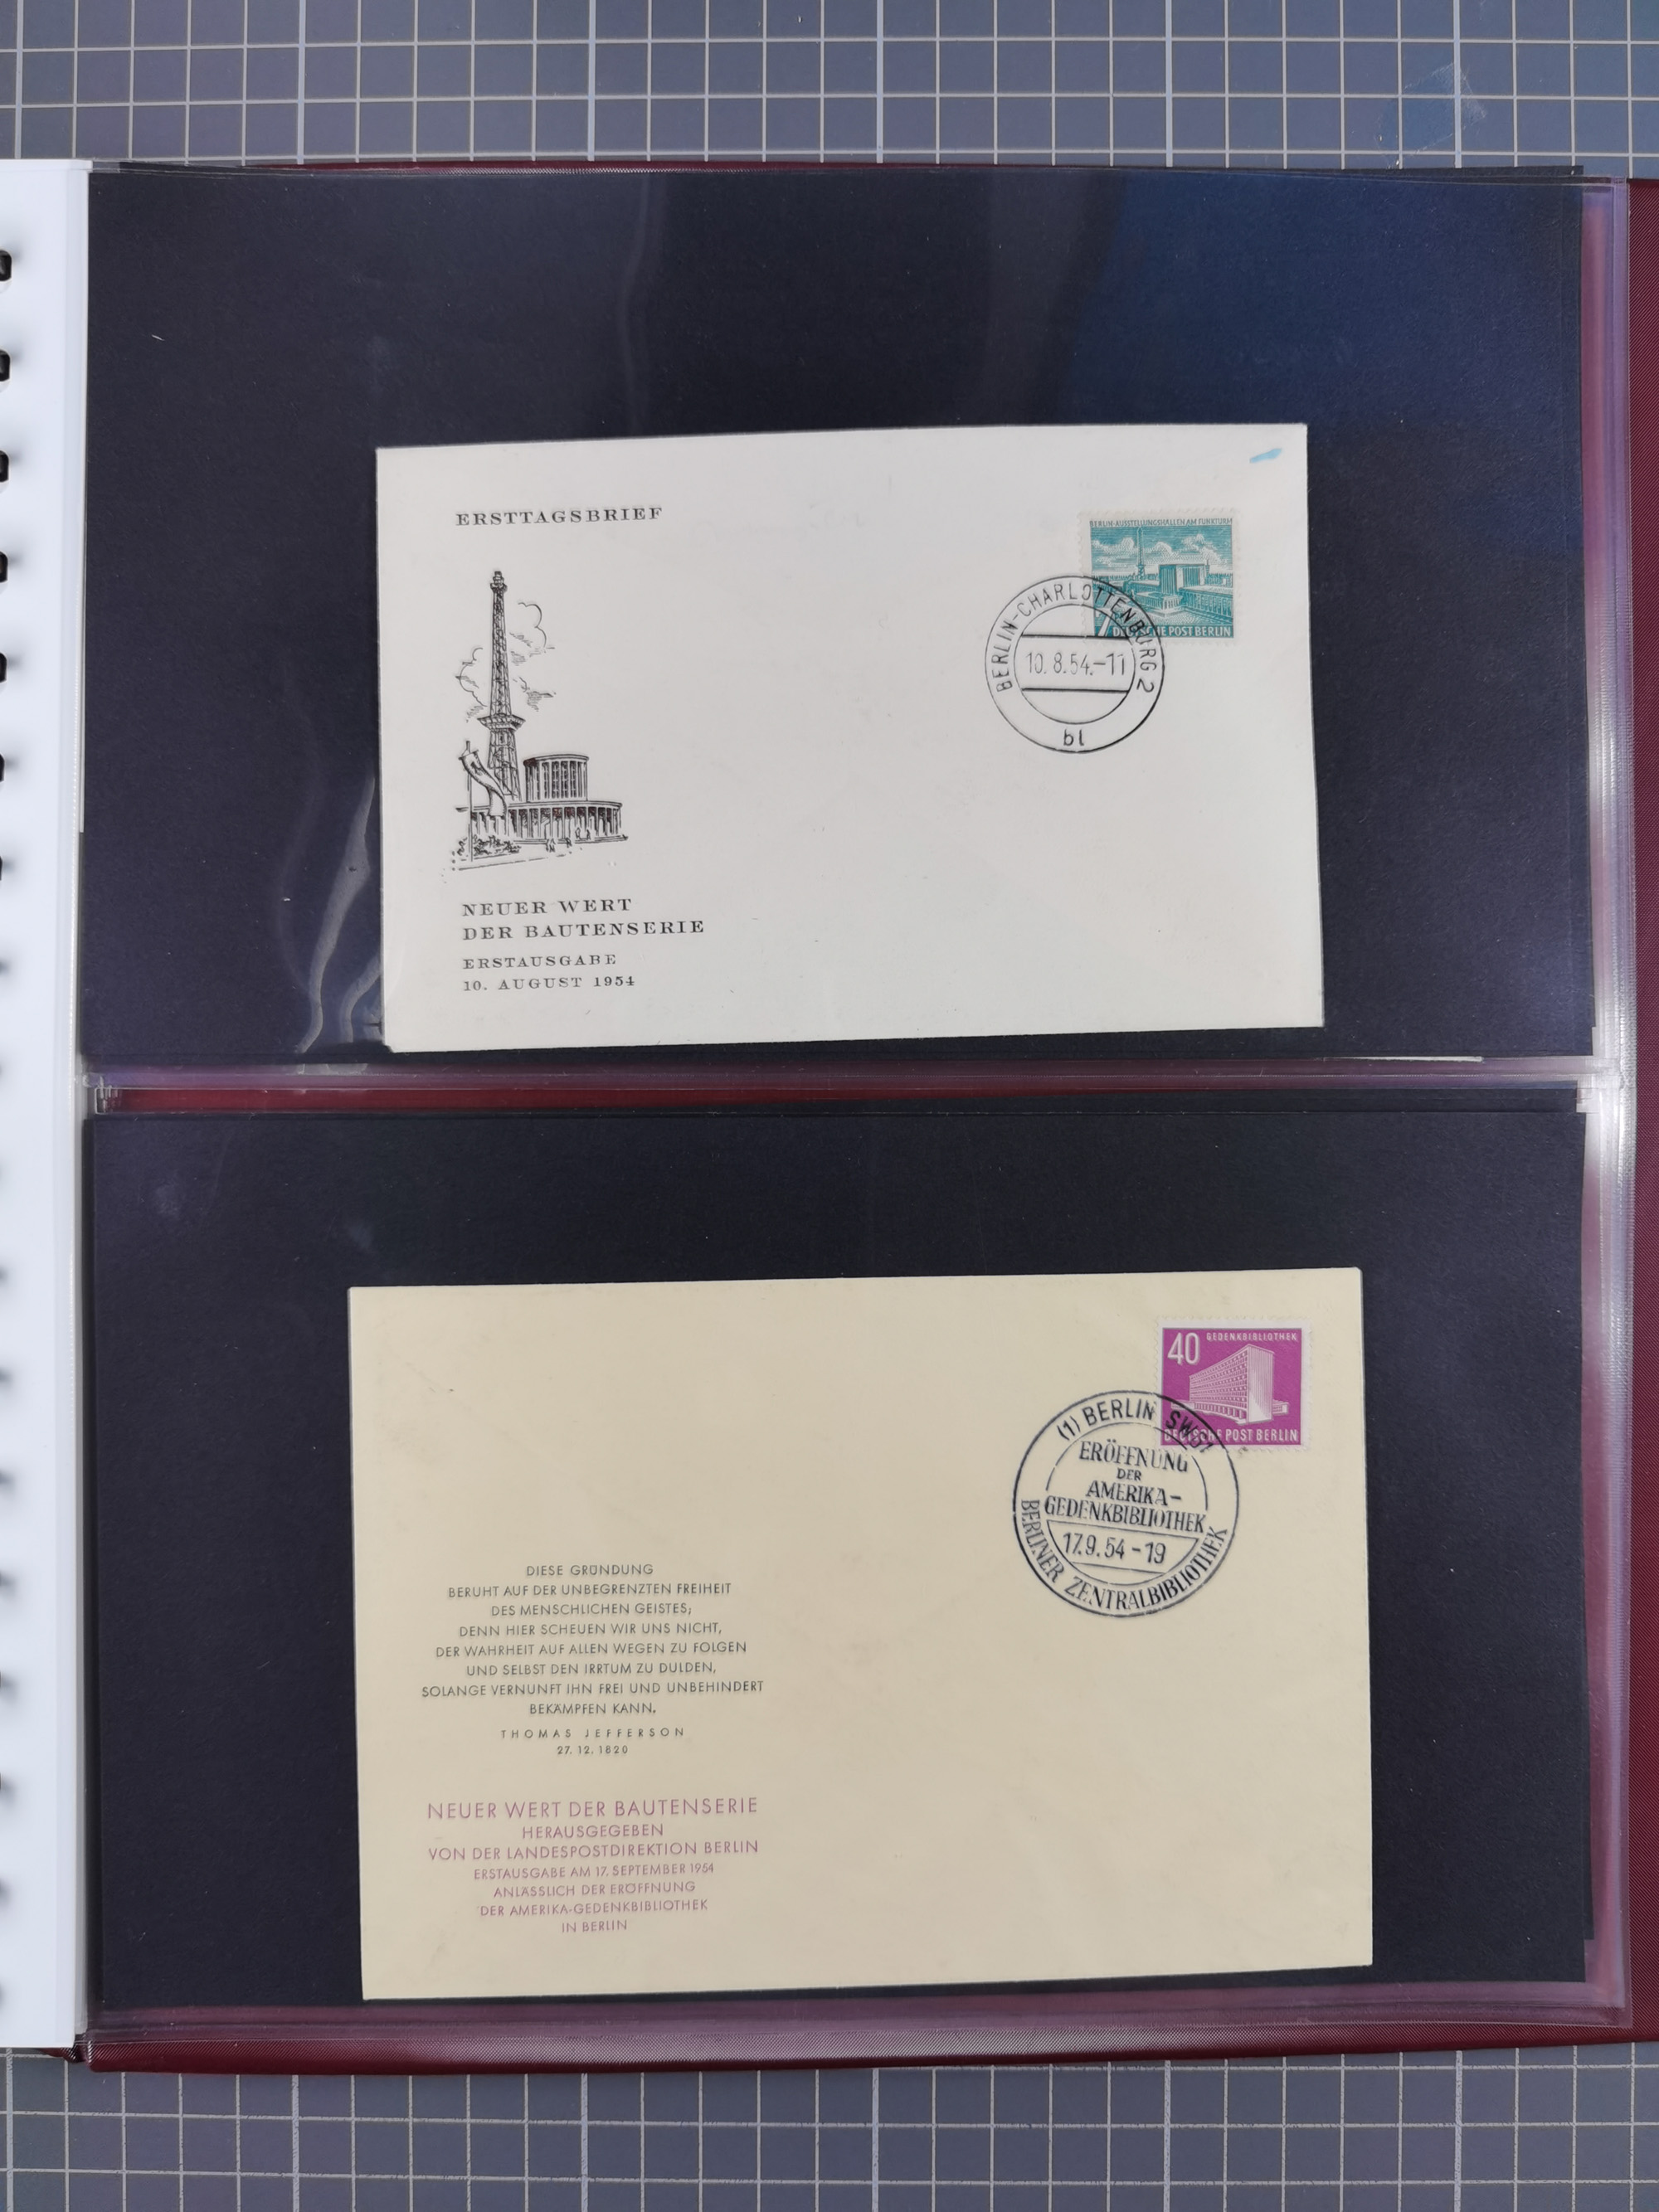 ERSTTAGSBRIEF
BERLIN-AUSSTELLUNGSHALLEN AM FUNKTURM
7 DEUTSCHE POST BERLIN
BERLIN-CHARLOTTENBURG 2
10.8.54.-11
bl
NEUER WERT
DER BAUTENSERIE
ERSTAUSGABE
10. AUGUST 1954
40 GEDENKBIBLIOTHEK
DEUTSCHE POST BERLIN
(1) BERLIN SW61
ERÖFFNUNG
DER
AMERIKA-
GEDENKBIBLIOTHEK
17.9.54-19
BERLINER ZENTRALBIBLIOTHEK
DIESE GRÜNDUNG
BERUHT AUF DER UNBEGRENZTEN FREIHEIT
DES MENSCHLICHEN GEISTES;
DENN HIER SCHEUEN WIR UNS NICHT,
DER WAHRHEIT AUF ALLEN WEGEN ZU FOLGEN
UND SELBST DEN IRRTUM ZU DULDEN,
SOLANGE VERNUNFT IHN FREI UND UNBEHINDERT
BEKÄMPFEN KANN.
THOMAS JEFFERSON
27.12.1820
NEUER WERT DER BAUTENSERIE
HERAUSGEGEBEN
VON DER LANDESPOSTDIREKTION BERLIN
ERSTAUSGABE AM 17. SEPTEMBER 1954
ANLÄSSLICH DER ERÖFFNUNG
DER AMERIKA-GEDENKBIBLIOTHEK
IN BERLIN